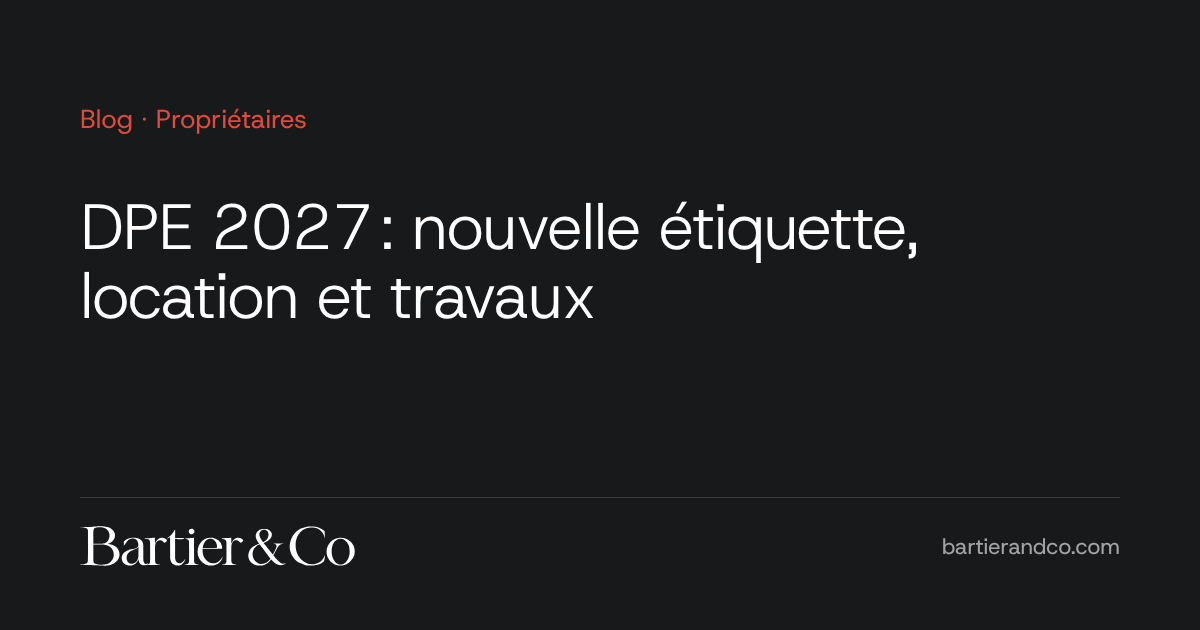 Blog · Propriétaires
DPE 2027 : nouvelle étiquette,
location et travaux
Bartier & Co
bartierandco.com